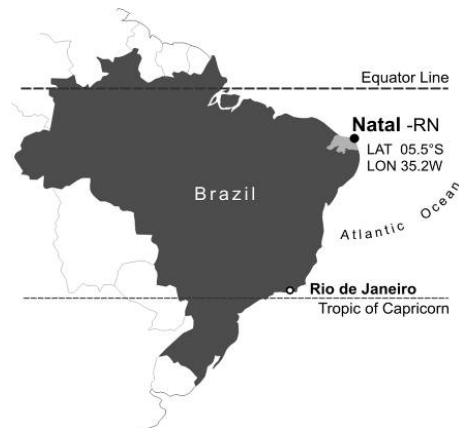 Equator Line
Natal -RN
LAT 05.5°S
LON 35.2W
Brazil
Atlantic Ocean
Rio de Janeiro
Tropic of Capricorn